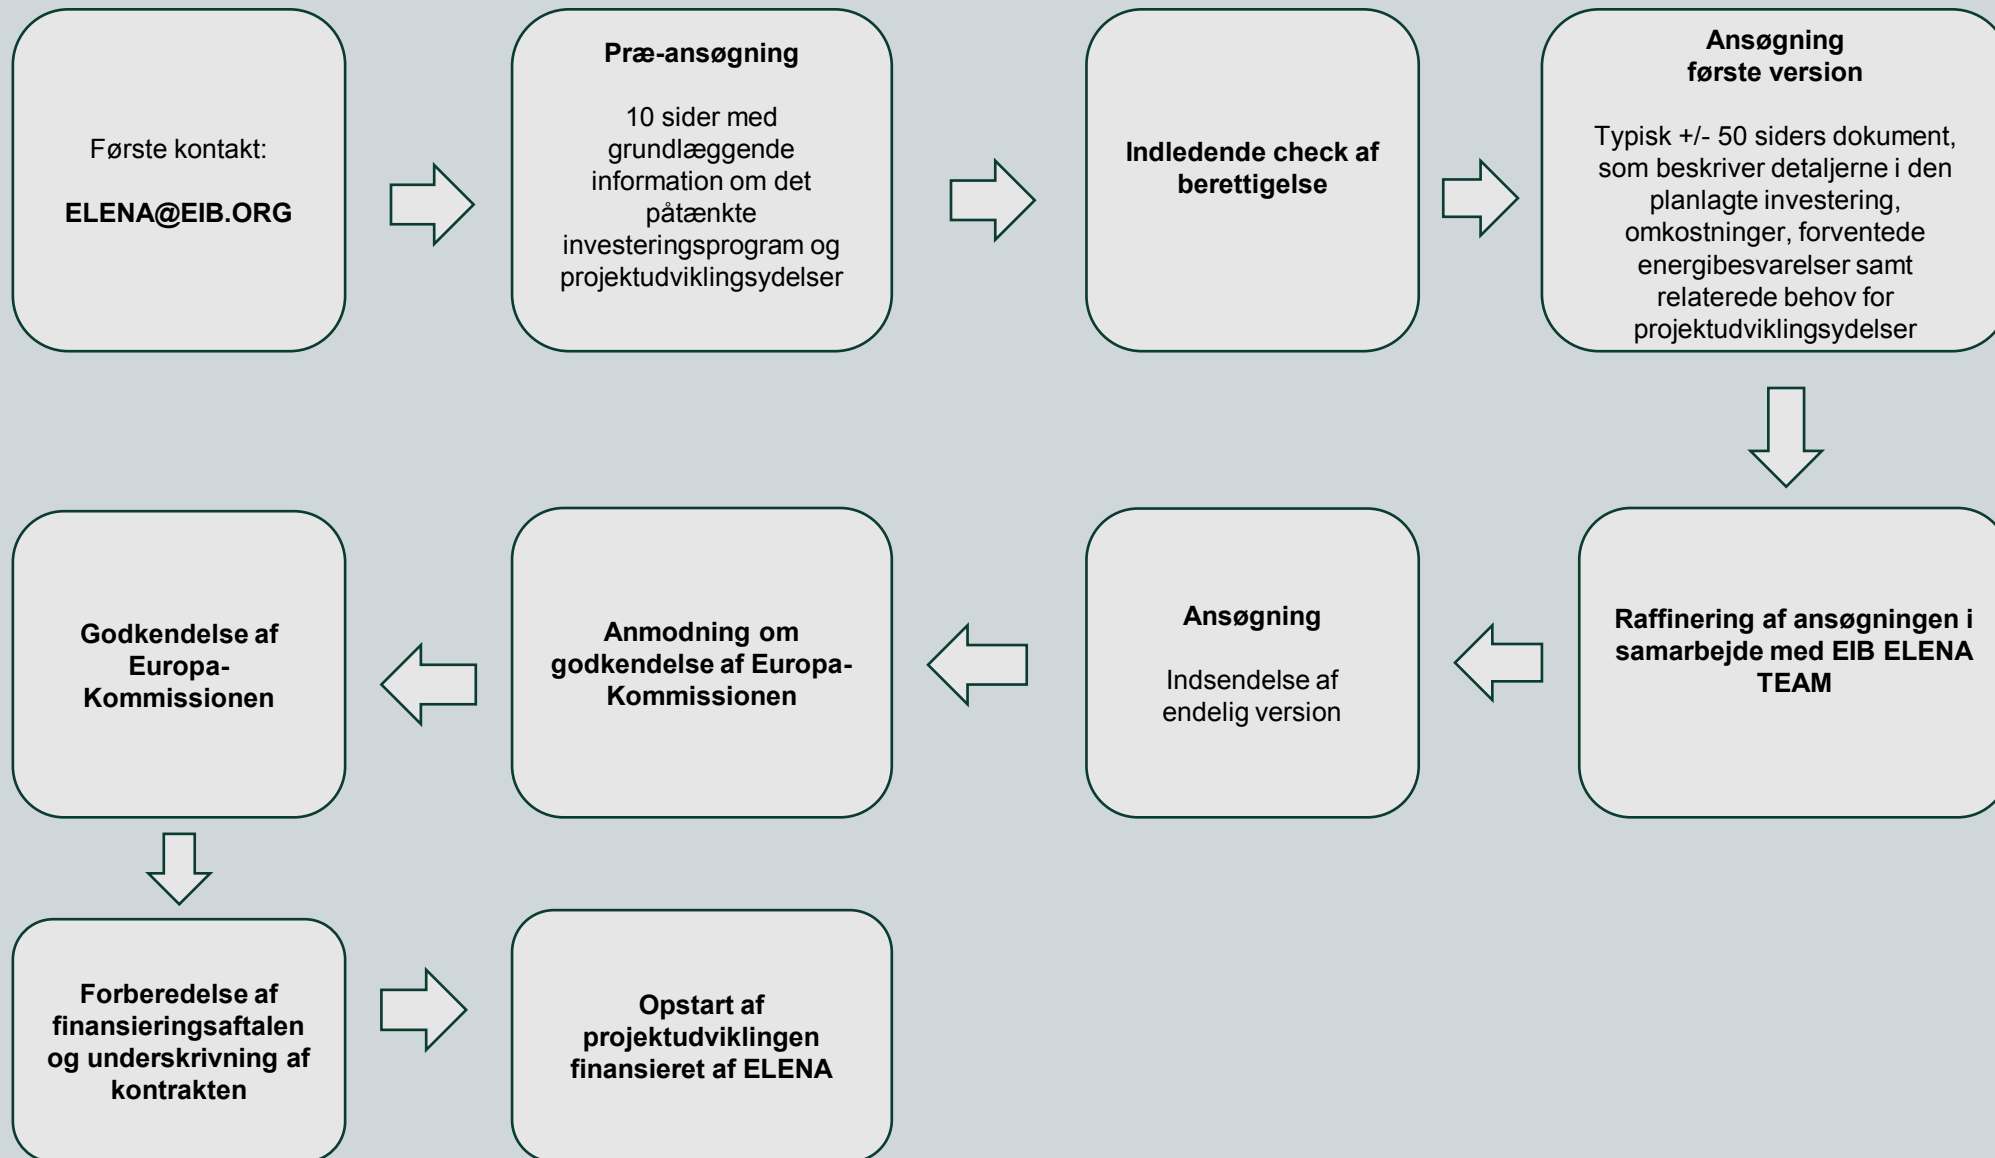 Første kontakt:
ELENA@EIB.ORG
Præ-ansøgning
10 sider med
grundlæggende
information om det
påtænkte
investeringsprogram og
projektudviklingsydelser
Indledende check af
berettigelse
Ansøgning
første version
Typisk +/- 50 siders dokument,
som beskriver detaljerne i den
planlagte investering,
omkostninger, forventede
energibesvarelser samt
relaterede behov for
projektudviklingsydelser
Raffinering af ansøgningen i
samarbejde med EIB ELENA
TEAM
Ansøgning
Indsendelse af
endelig version
Anmodning om
godkendelse af Europa-
Kommissionen
Godkendelse af
Europa-
Kommissionen
Forberedelse af
finansieringsaftalen
og underskrivning af
kontrakten
Opstart af
projektudviklingen
finansieret af ELENA